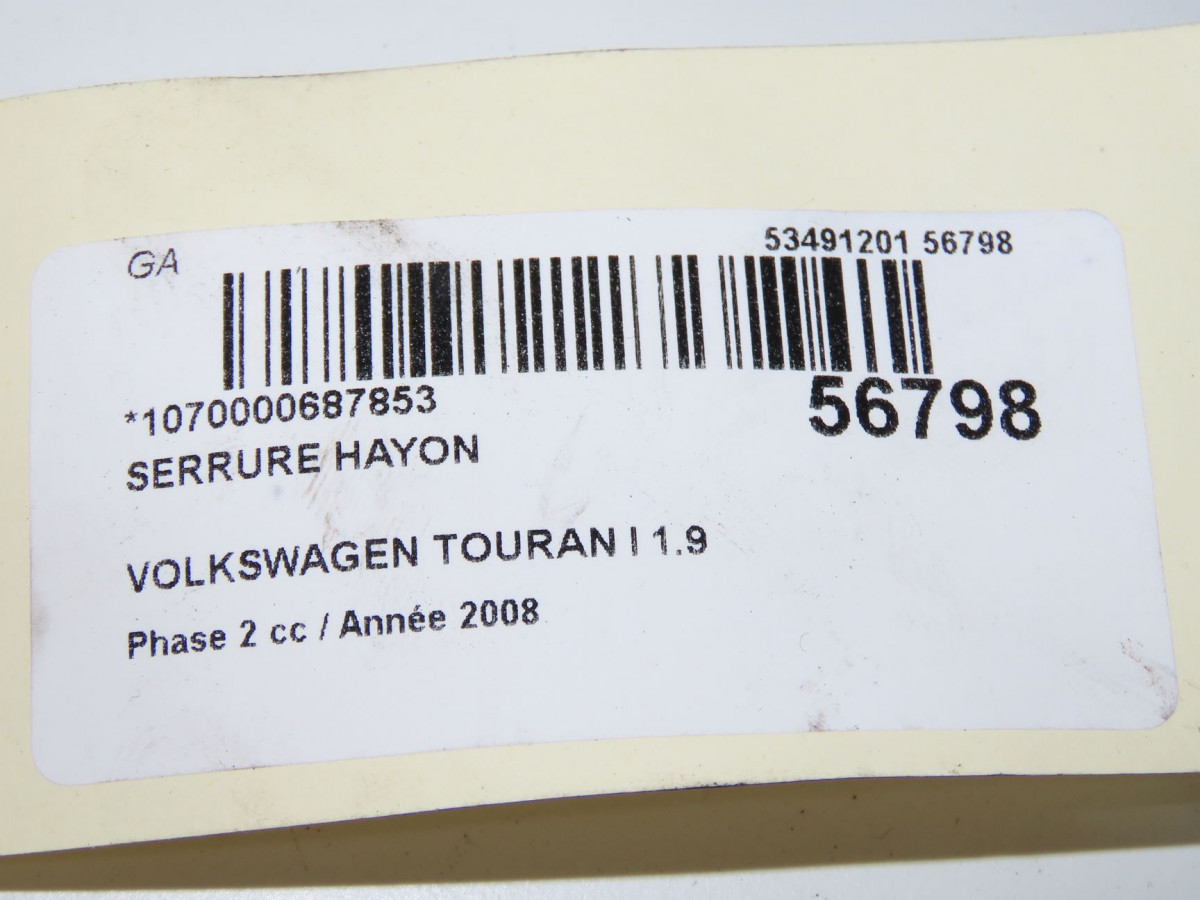 GA
53491201 56798
*1070000687853
56798
SERRURE HAYON
VOLKSWAGEN TOURAN I 1.9
Phase 2 cc / Année 2008